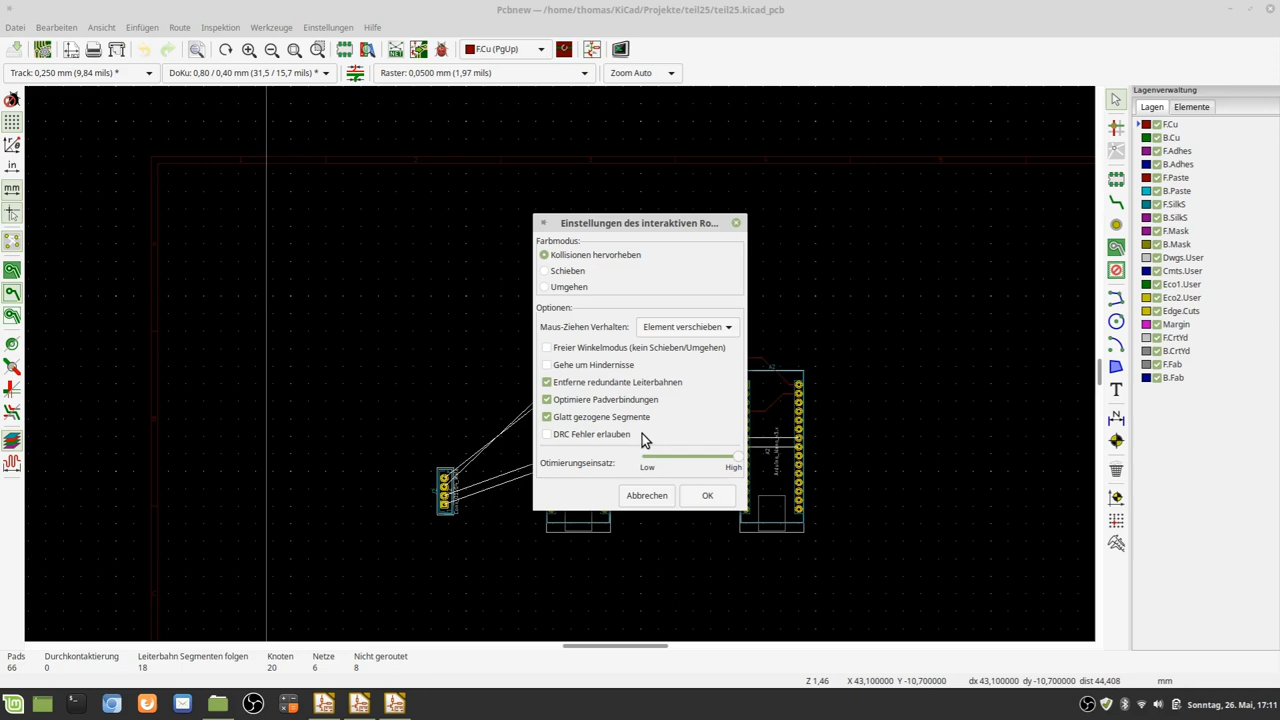 Pcbnew — /home/thomas/KiCad/Projekte/teil25/teil25.kicad_pcb
Datei Bearbeiten Ansicht Einfügen Route Inspektion Werkzeuge Einstellungen Hilfe
NET F.Cu (PgUp)
Track: 0,250 mm (9,84 mils) * DoKu: 0,80 / 0,40 mm (31,5 / 15,7 mils) * Raster: 0,0500 mm (1,97 mils) Zoom Auto
Lagenverwaltung
Lagen Elemente
in
mm
F.Cu
B.Cu
F.Adhes
B.Adhes
F.Paste
B.Paste
F.SilkS
B.SilkS
F.Mask
B.Mask
Dwgs.User
Cmts.User
Eco1.User
Eco2.User
Edge.Cuts
Margin
F.CrtYd
B.CrtYd
F.Fab
B.Fab
Einstellungen des interaktiven Ro...
Farbmodus:
Kollisionen hervorheben
Schieben
Umgehen
Optionen:
Maus-Ziehen Verhalten: Element verschieben
Freier Winkelmodus (kein Schieben/Umgehen)
Gehe um Hindernisse
Entferne redundante Leiterbahnen
Optimiere Padverbindungen
Glatt gezogene Segmente
DRC Fehler erlauben
Otimierungseinsatz:
Low High
Abbrechen OK
Pads Durchkontaktierung Leiterbahn Segmenten folgen Knoten Netze Nicht geroutet
66 0 18 20 6 8
Z 1,46 X 43,100000 Y -10,700000 dx 43,100000 dy -10,700000 dist 44,408 mm
Sonntag, 26. Mai, 17:11